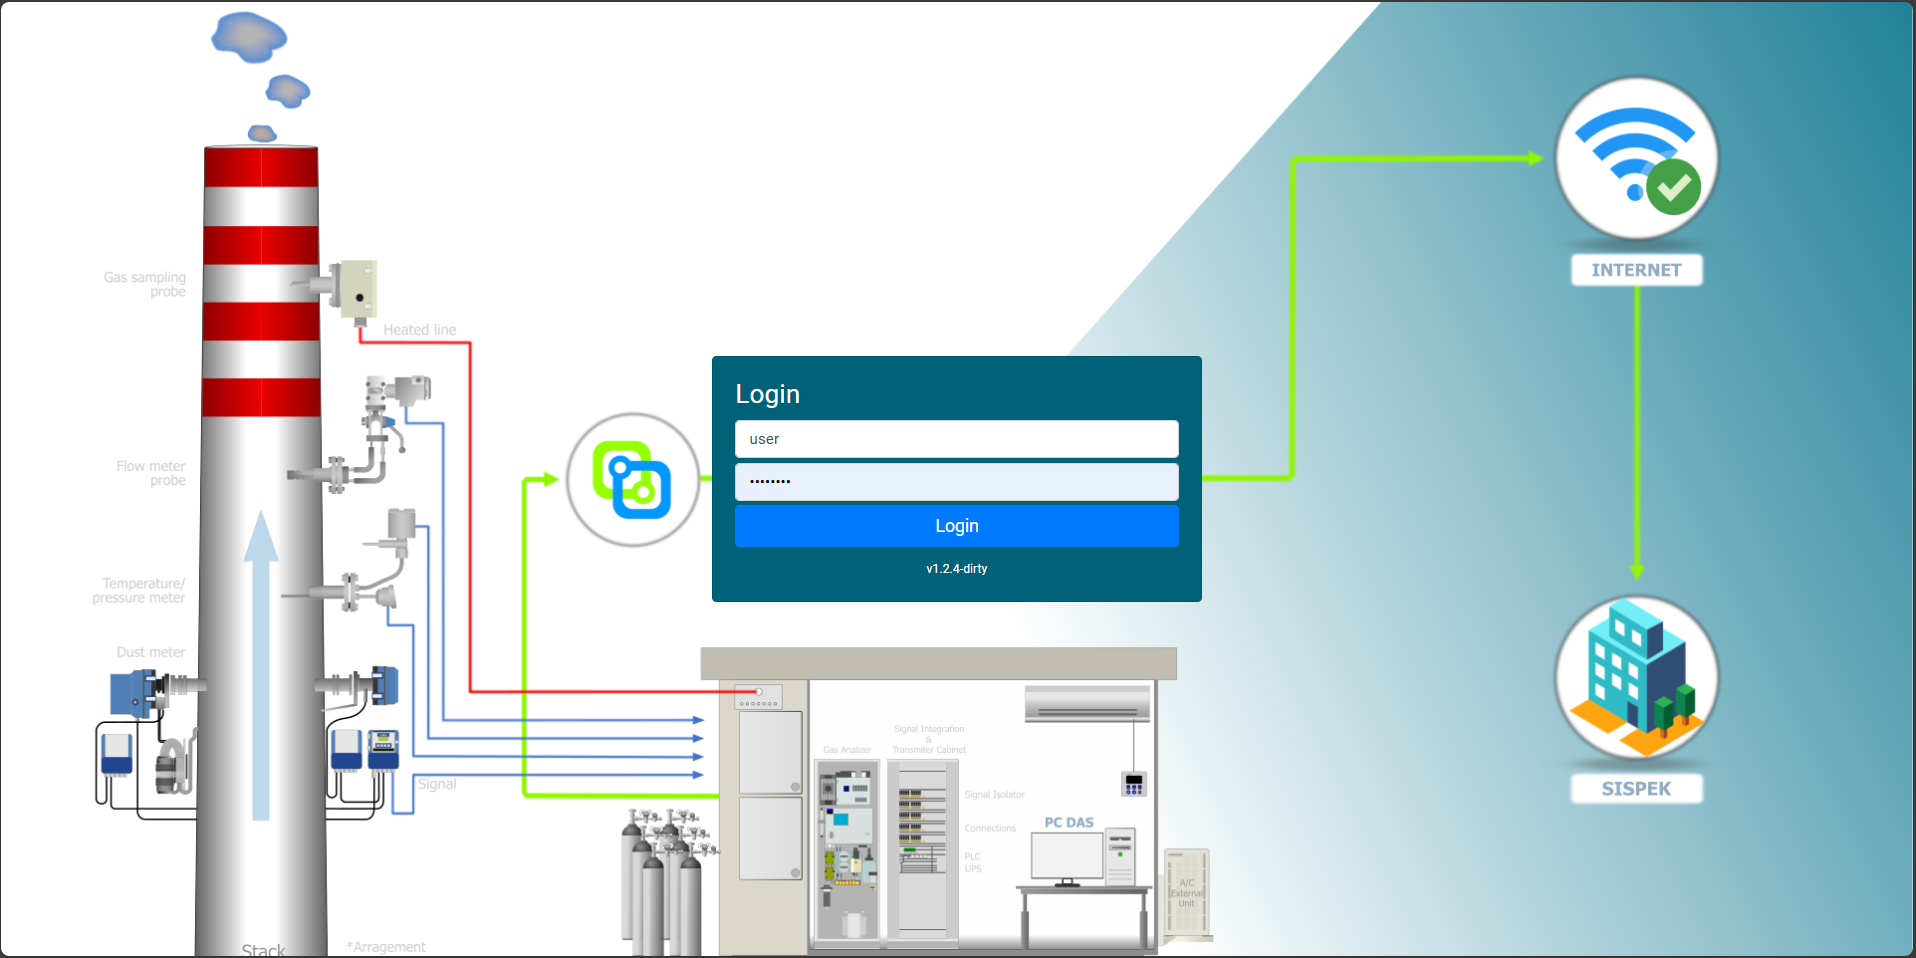 INTERNET
Gas sampling
probe
Heated line
Login
user
••••••••
Login
v1.2.4-dirty
Flow meter
probe
Temperature/
pressure meter
Dust meter
Signal
SISPEK
Signal Integration
&
Transmiter Cabinet
Gas Analizer
Signal Isolator
Connections
PC DAS
PLC
UPS
A/C
External
Unit
Stack
*Arragement